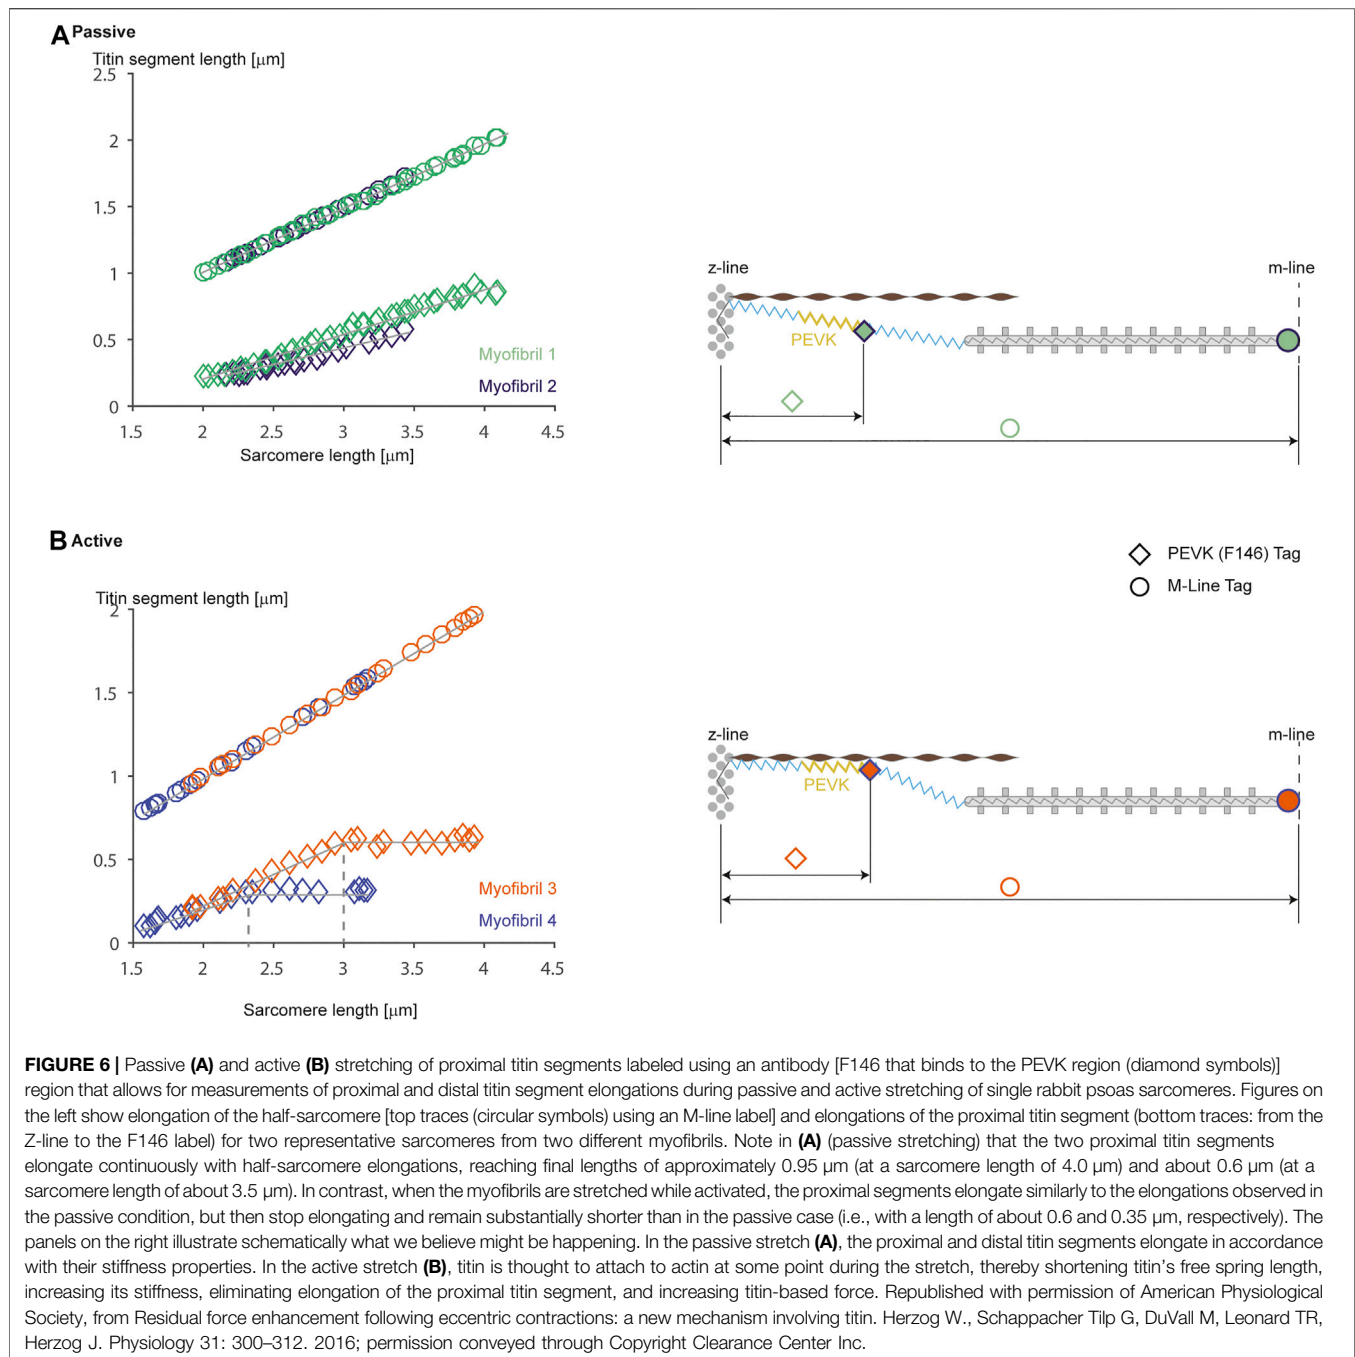 A Passive
Titin segment length [μm]
2.5
2
1.5
1
0.5
0
1.5 2 2.5 3 3.5 4 4.5
Sarcomere length [μm]
Myofibril 1
Myofibril 2
z-line
m-line
PEVK
B Active
Titin segment length [μm]
2
1.5
1
0.5
0
1.5 2 2.5 3 3.5 4 4.5
Sarcomere length [μm]
Myofibril 3
Myofibril 4
PEVK (F146) Tag
M-Line Tag
z-line
m-line
PEVK
FIGURE 6 | Passive (A) and active (B) stretching of proximal titin segments labeled using an antibody [F146 that binds to the PEVK region (diamond symbols)]
region that allows for measurements of proximal and distal titin segment elongations during passive and active stretching of single rabbit psoas sarcomeres. Figures on
the left show elongation of the half-sarcomere [top traces (circular symbols) using an M-line label] and elongations of the proximal titin segment (bottom traces: from the
Z-line to the F146 label) for two representative sarcomeres from two different myofibrils. Note in (A) (passive stretching) that the two proximal titin segments
elongate continuously with half-sarcomere elongations, reaching final lengths of approximately 0.95 μm (at a sarcomere length of 4.0 μm) and about 0.6 μm (at a
sarcomere length of about 3.5 μm). In contrast, when the myofibrils are stretched while activated, the proximal segments elongate similarly to the elongations observed in
the passive condition, but then stop elongating and remain substantially shorter than in the passive case (i.e., with a length of about 0.6 and 0.35 μm, respectively). The
panels on the right illustrate schematically what we believe might be happening. In the passive stretch (A), the proximal and distal titin segments elongate in accordance
with their stiffness properties. In the active stretch (B), titin is thought to attach to actin at some point during the stretch, thereby shortening titin's free spring length,
increasing its stiffness, eliminating elongation of the proximal titin segment, and increasing titin-based force. Republished with permission of American Physiological
Society, from Residual force enhancement following eccentric contractions: a new mechanism involving titin. Herzog W., Schappacher Tilp G, DuVall M, Leonard TR,
Herzog J. Physiology 31: 300–312. 2016; permission conveyed through Copyright Clearance Center Inc.